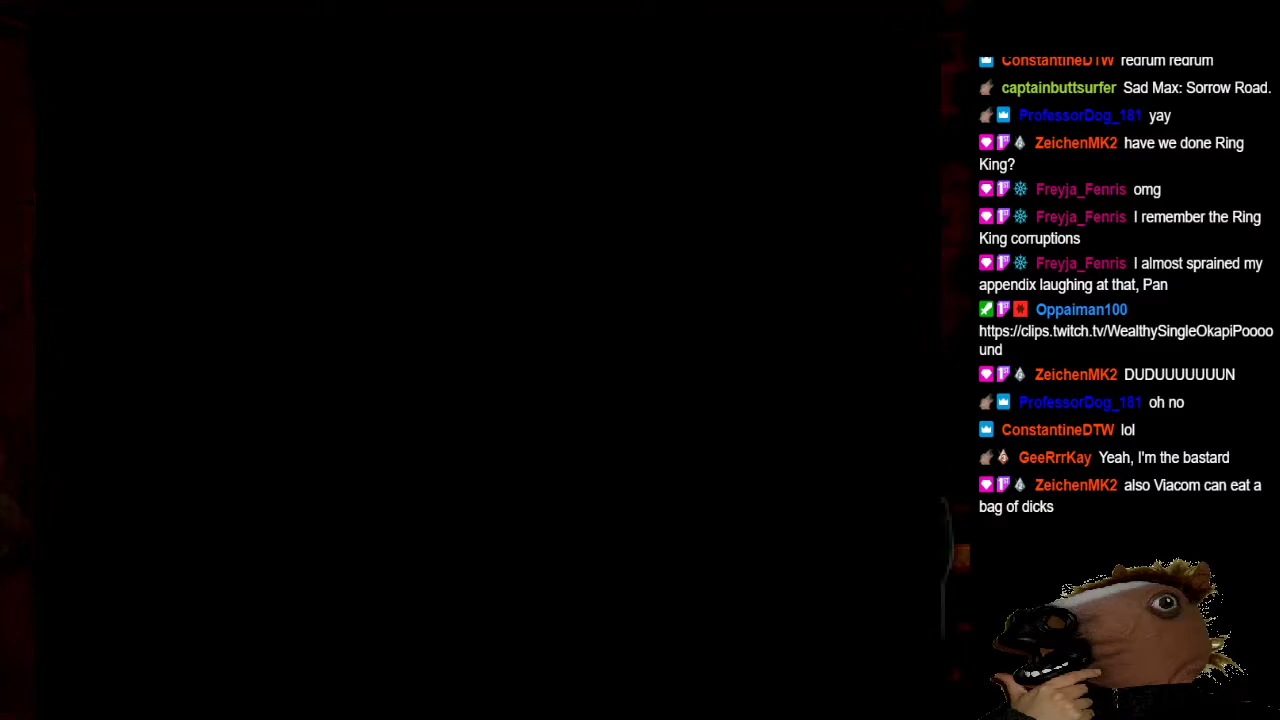 ConstantineDTW redrum redrum
captainbuttsurfer Sad Max: Sorrow Road.
ProfessorDog_181 yay
ZeichenMK2 have we done Ring
King?
Freyja_Fenris omg
Freyja_Fenris I remember the Ring
King corruptions
Freyja_Fenris I almost sprained my
appendix laughing at that, Pan
Oppaiman100
https://clips.twitch.tv/WealthySingleOkapiPoooo
und
ZeichenMK2 DUDUUUUUUUN
ProfessorDog_181 oh no
ConstantineDTW lol
GeeRrrKay Yeah, I'm the bastard
ZeichenMK2 also Viacom can eat a
bag of dicks